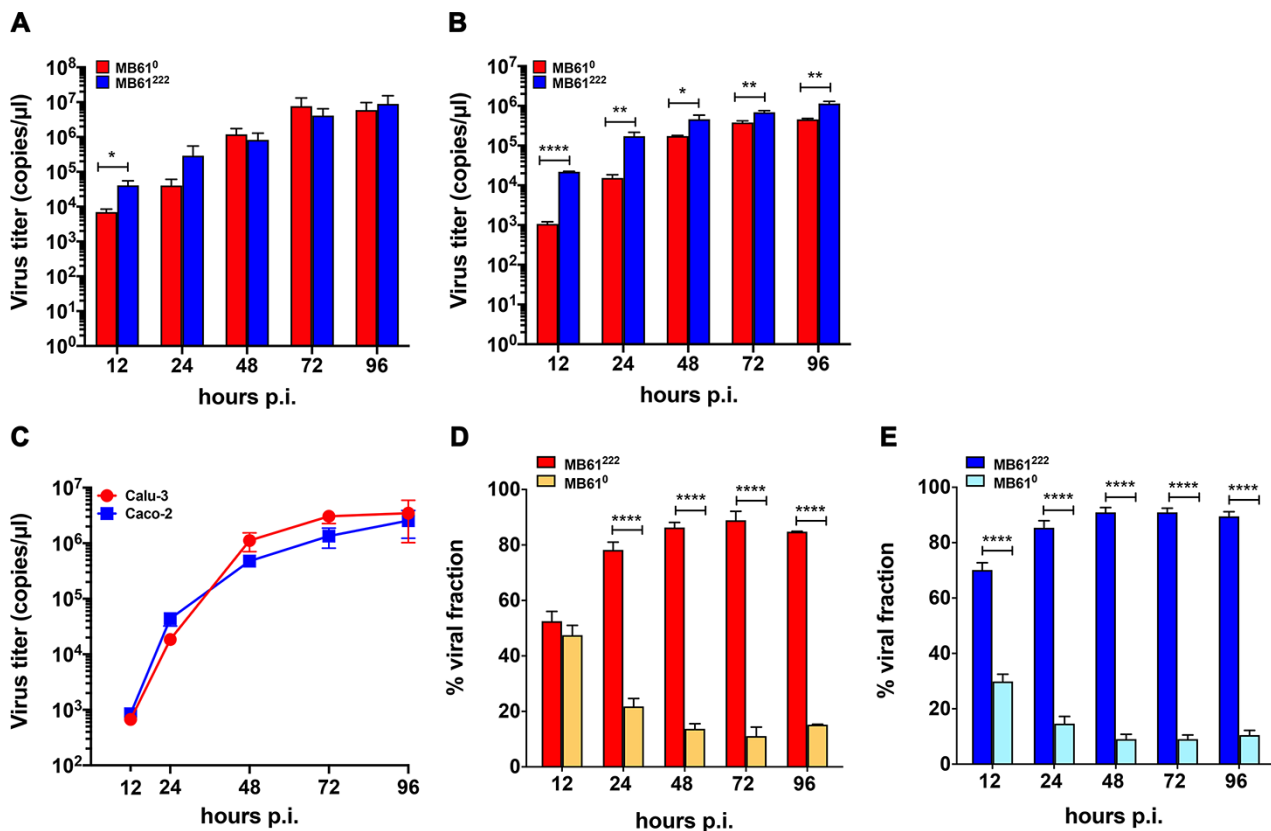 A
MB61⁰
MB61²²²
Virus titer (copies/µl)
10⁸
10⁷
10⁶
10⁵
10⁴
10³
10²
10¹
10⁰
*
12 24 48 72 96
hours p.i.
B
MB61⁰
MB61²²²
Virus titer (copies/µl)
10⁷
10⁶
10⁵
10⁴
10³
10²
10¹
10⁰
**** ** * ** **
12 24 48 72 96
hours p.i.
C
Calu-3
Caco-2
Virus titer (copies/µl)
10⁷
10⁶
10⁵
10⁴
10³
10²
12 24 48 72 96
hours p.i.
D
MB61²²²
MB61⁰
% viral fraction
100
80
60
40
20
0
**** **** **** ****
12 24 48 72 96
hours p.i.
E
MB61²²²
MB61⁰
% viral fraction
100
80
60
40
20
0
**** **** **** **** ****
12 24 48 72 96
hours p.i.